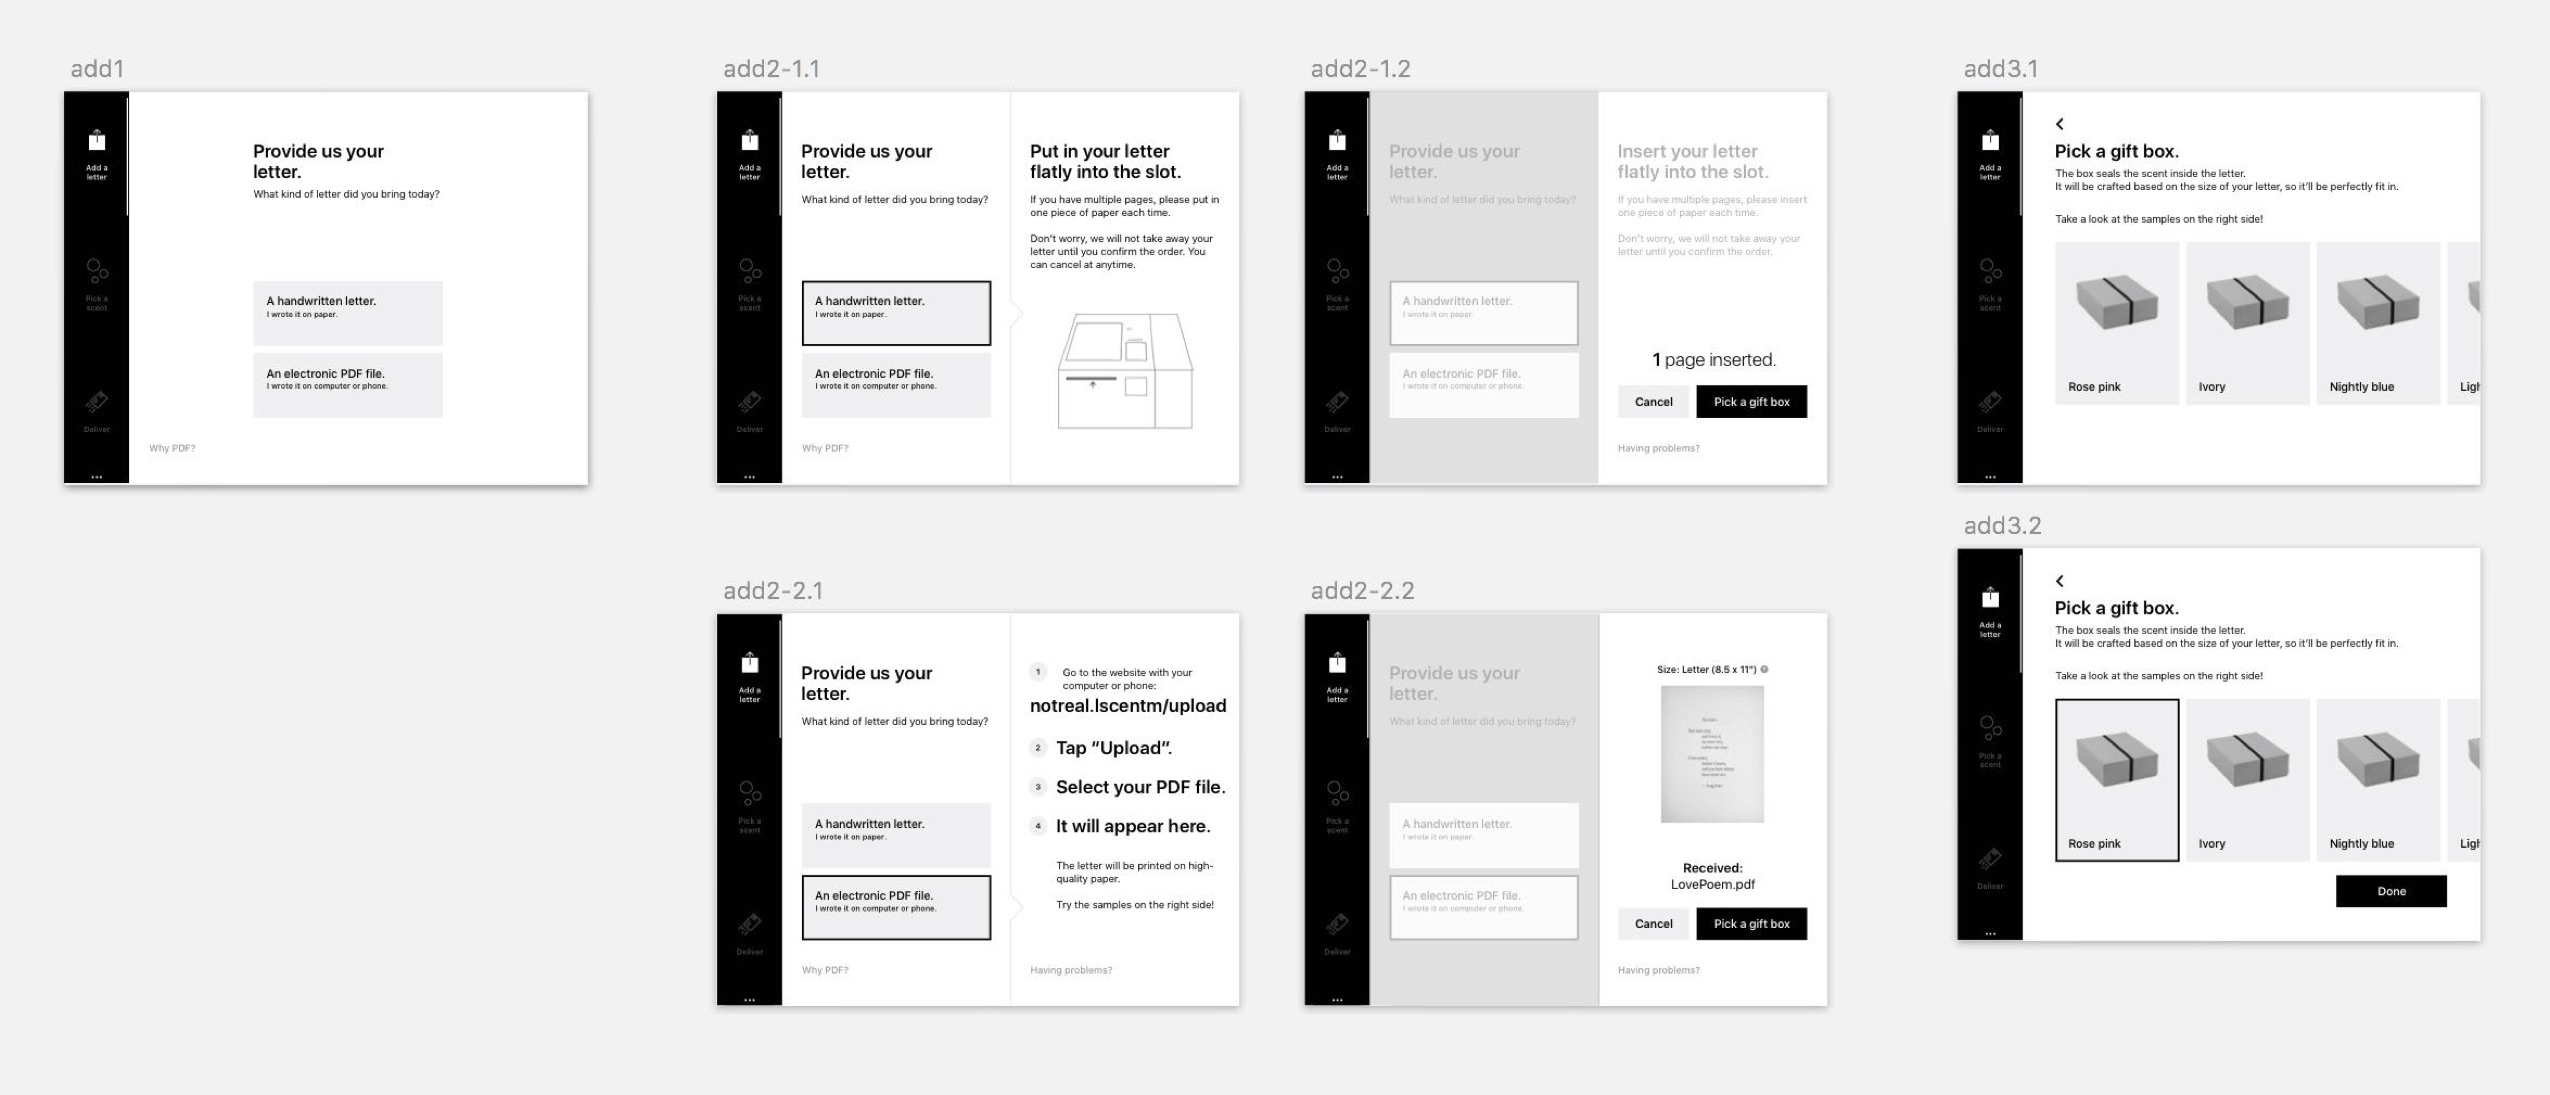 add1
Add a
letter
Pick a
scent
Deliver
...
Provide us your
letter.
What kind of letter did you bring today?
A handwritten letter.
I wrote it on paper.
An electronic PDF file.
I wrote it on computer or phone.
Why PDF?
add2-1.1
Add a
letter
Pick a
scent
Deliver
...
Provide us your
letter.
What kind of letter did you bring today?
A handwritten letter.
I wrote it on paper.
An electronic PDF file.
I wrote it on computer or phone.
Why PDF?
Put in your letter
flatly into the slot.
If you have multiple pages, please put in
one piece of paper each time.
Don't worry, we will not take away your
letter until you confirm the order. You
can cancel at anytime.
add2-1.2
Add a
letter
Pick a
scent
Deliver
...
Provide us your
letter.
What kind of letter did you bring today?
A handwritten letter.
I wrote it on paper.
An electronic PDF file.
I wrote it on computer or phone.
Insert your letter
flatly into the slot.
If you have multiple pages, please insert
one piece of paper each time.
Don't worry, we will not take away your
letter until you confirm the order.
1 page inserted.
Cancel
Pick a gift box
Having problems?
add3.1
Add a
letter
Pick a
scent
Deliver
...
Pick a gift box.
The box seals the scent inside the letter.
It will be crafted based on the size of your letter, so it'll be perfectly fit in.
Take a look at the samples on the right side!
Rose pink
Ivory
Nightly blue
Ligh
add2-2.1
Add a
letter
Pick a
scent
Deliver
...
Provide us your
letter.
What kind of letter did you bring today?
A handwritten letter.
I wrote it on paper.
An electronic PDF file.
I wrote it on computer or phone.
Why PDF?
1 Go to the website with your
computer or phone:
notreal.lscentm/upload
2 Tap “Upload“.
3 Select your PDF file.
4 It will appear here.
The letter will be printed on high-
quality paper.
Try the samples on the right side!
Having problems?
add2-2.2
Add a
letter
Pick a
scent
Deliver
...
Provide us your
letter.
What kind of letter did you bring today?
A handwritten letter.
I wrote it on paper.
An electronic PDF file.
I wrote it on computer or phone.
Size: Letter (8.5 x 11")
Received:
LovePoem.pdf
Cancel
Pick a gift box
Having problems?
add3.2
Add a
letter
Pick a
scent
Deliver
...
Pick a gift box.
The box seals the scent inside the letter.
It will be crafted based on the size of your letter, so it'll be perfectly fit in.
Take a look at the samples on the right side!
Rose pink
Ivory
Nightly blue
Ligh
Done